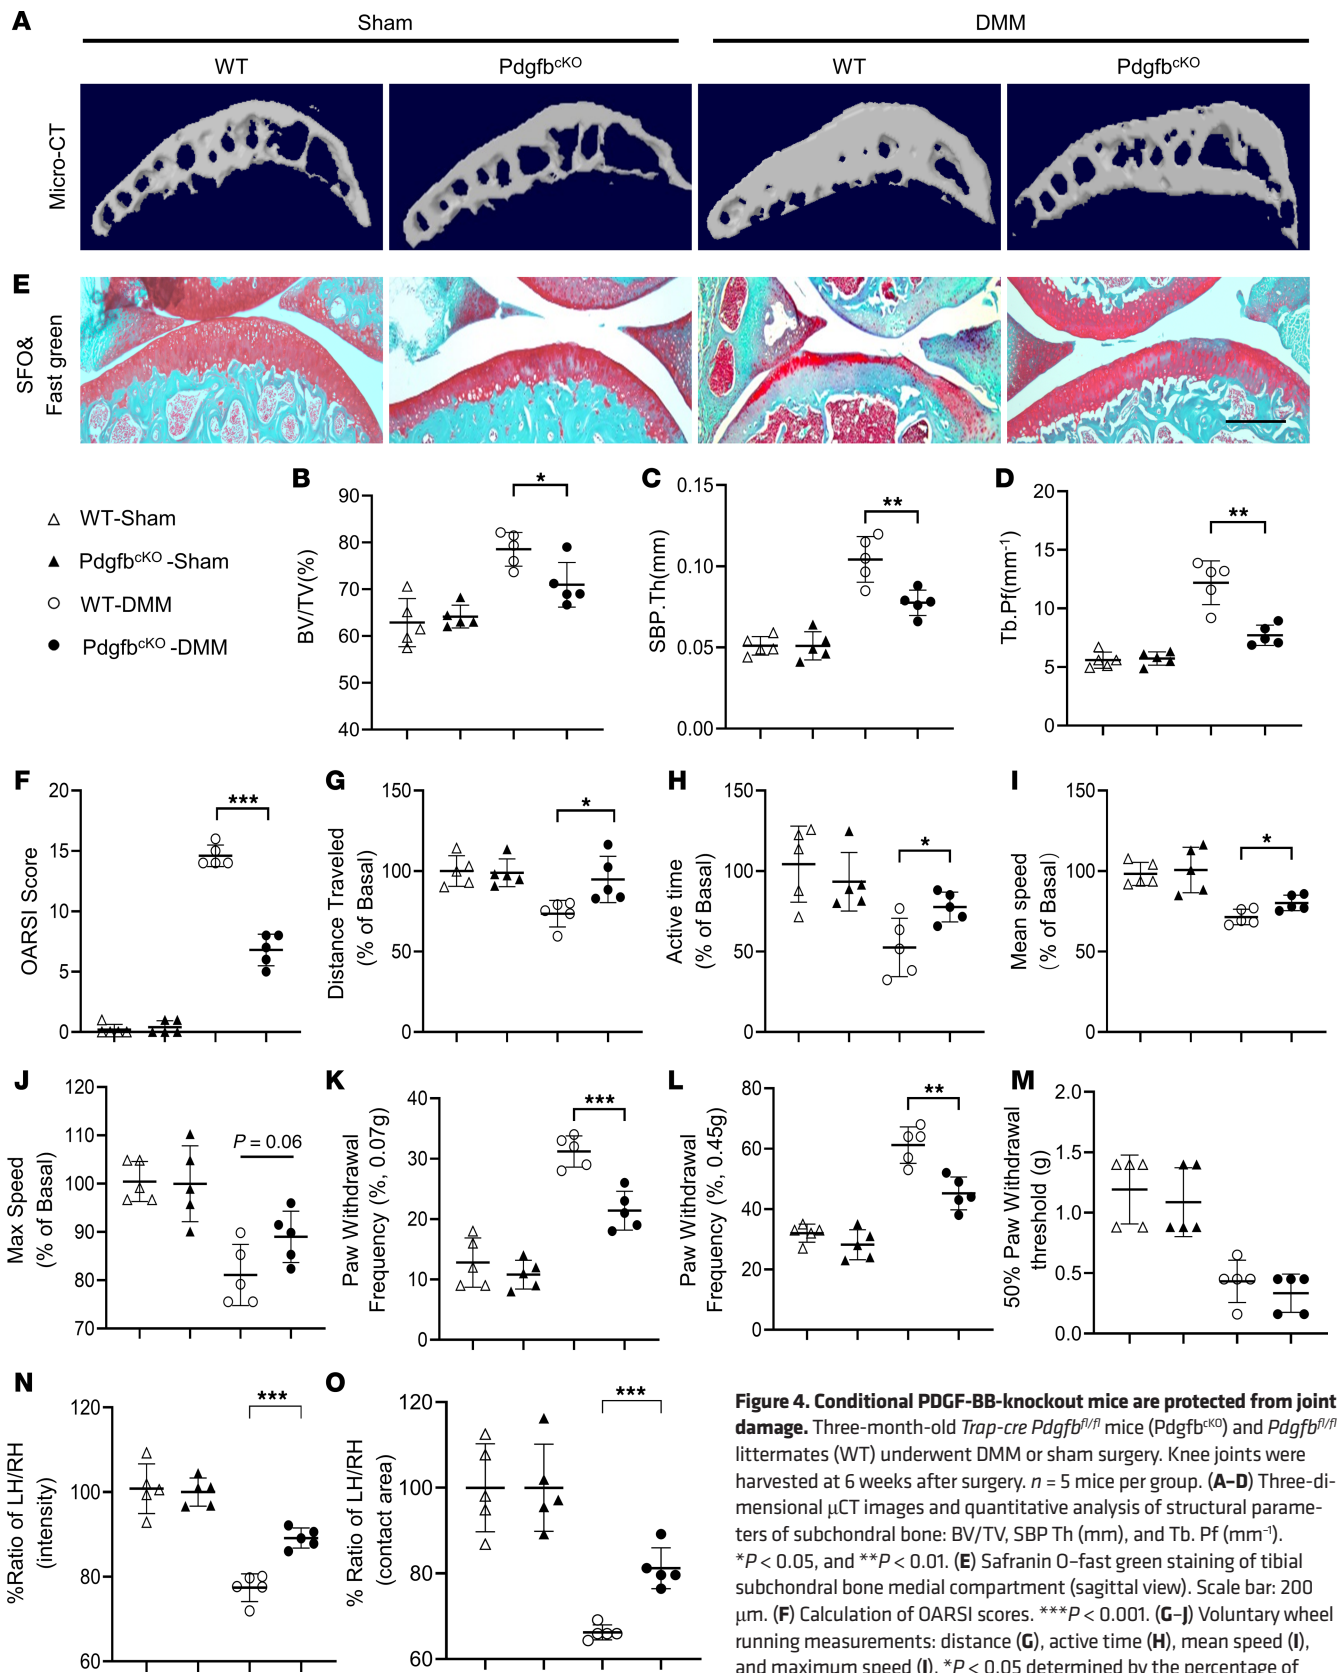 A
Sham
DMM
WT
Pdgfb^cKO
WT
Pdgfb^cKO
Micro-CT
E
SFO&
Fast green
△ WT-Sham
▲ Pdgfb^cKO -Sham
○ WT-DMM
● Pdgfb^cKO -DMM
B
BV/TV(%)
90
80
70
60
50
40
*
C
SBP.Th(mm)
0.15
0.10
0.05
0.00
**
D
Tb.Pf(mm⁻¹)
20
15
10
5
0
**
F
OARSI Score
20
15
10
5
0
***
G
Distance Traveled
(% of Basal)
150
100
50
0
*
H
Active time
(% of Basal)
150
100
50
0
*
I
Mean speed
(% of Basal)
150
100
50
0
*
J
Max Speed
(% of Basal)
120
110
100
90
80
70
P = 0.06
K
Paw Withdrawal
Frequency (%, 0.07g)
40
30
20
10
0
***
L
Paw Withdrawal
Frequency (%, 0.45g)
80
60
40
20
0
**
M
50% Paw Withdrawal
threshold (g)
2.0
1.5
1.0
0.5
0.0
N
%Ratio of LH/RH
(intensity)
120
100
80
60
***
O
% Ratio of LH/RH
(contact area)
120
100
80
60
***
Figure 4. Conditional PDGF-BB-knockout mice are protected from joint
damage. Three-month-old Trap-cre Pdgfb^fl/fl mice (Pdgfb^cKO) and Pdgfb^fl/fl
littermates (WT) underwent DMM or sham surgery. Knee joints were
harvested at 6 weeks after surgery. n = 5 mice per group. (A–D) Three-di-
mensional μCT images and quantitative analysis of structural parame-
ters of subchondral bone: BV/TV, SBP Th (mm), and Tb. Pf (mm⁻¹).
*P < 0.05, and **P < 0.01. (E) Safranin O–fast green staining of tibial
subchondral bone medial compartment (sagittal view). Scale bar: 200
μm. (F) Calculation of OARSI scores. ***P < 0.001. (G–J) Voluntary wheel
running measurements: distance (G), active time (H), mean speed (I),
and maximum speed (J). *P < 0.05 determined by the percentage of